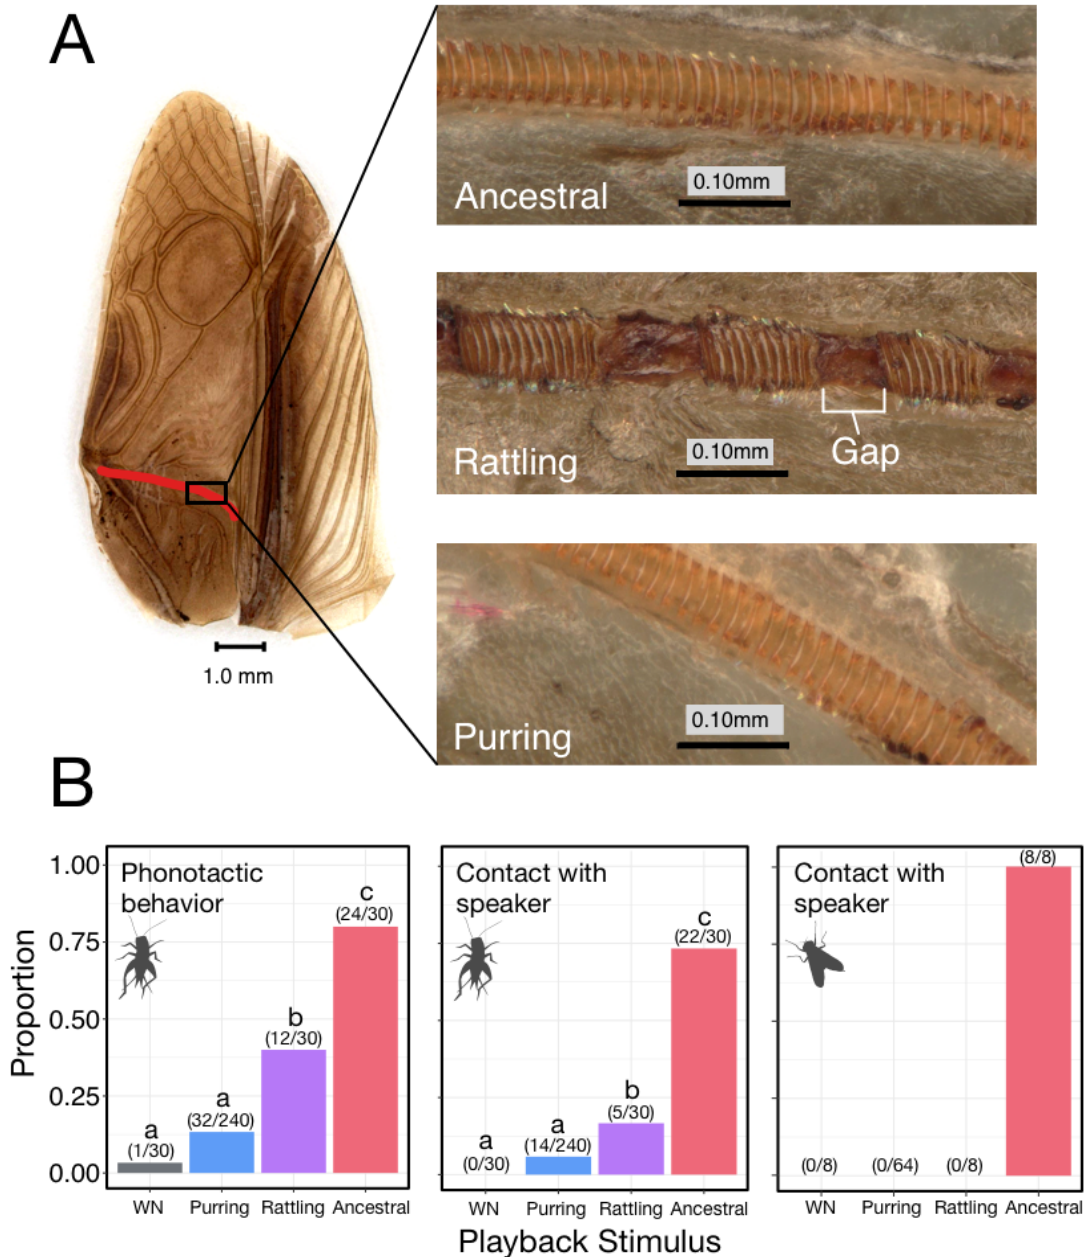 A
0.10mm
Ancestral
0.10mm
Rattling
Gap
1.0 mm
0.10mm
Purring
B
Proportion
1.00
0.75
0.50
0.25
0.00
Phonotactic
behavior
a
(1/30)
a
(32/240)
b
(12/30)
c
(24/30)
WN
Purring
Rattling
Ancestral
Contact with
speaker
a
(0/30)
a
(14/240)
b
(5/30)
c
(22/30)
WN
Purring
Rattling
Ancestral
Contact with
speaker
(0/8)
(0/64)
(0/8)
(8/8)
WN
Purring
Rattling
Ancestral
Playback Stimulus